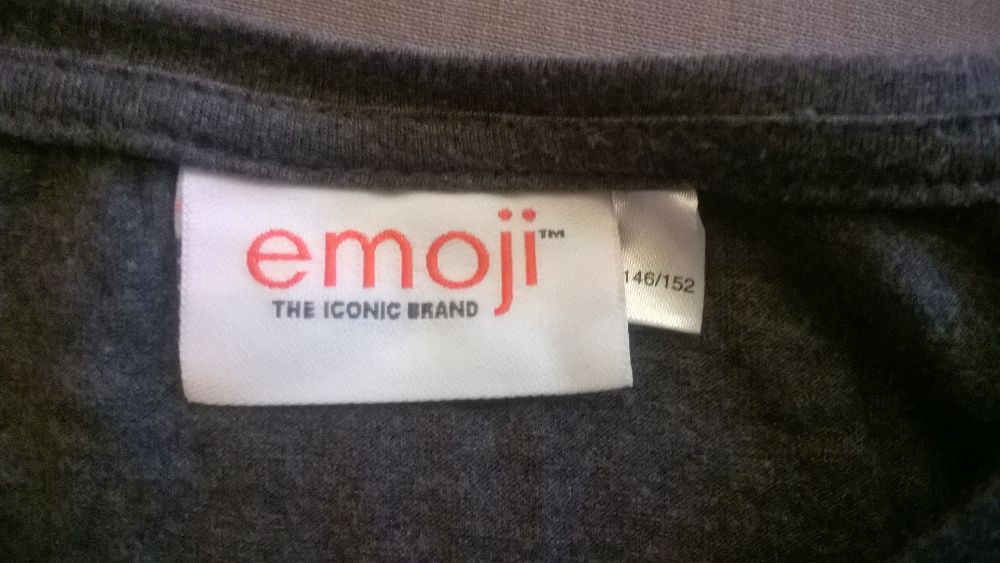 emoji™
THE ICONIC BRAND
146/152